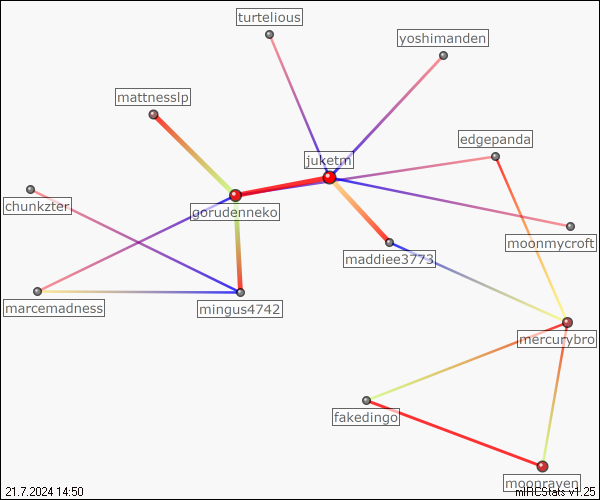 turtelious
yoshimanden
mattnesslp
edgepanda
juketm
chunkzter
gorudenneko
moonmycroft
maddiee3773
marcemadness
mingus4742
mercurybro
fakedingo
moonraven
21.7.2024 14:50
mIRCStats v1.25